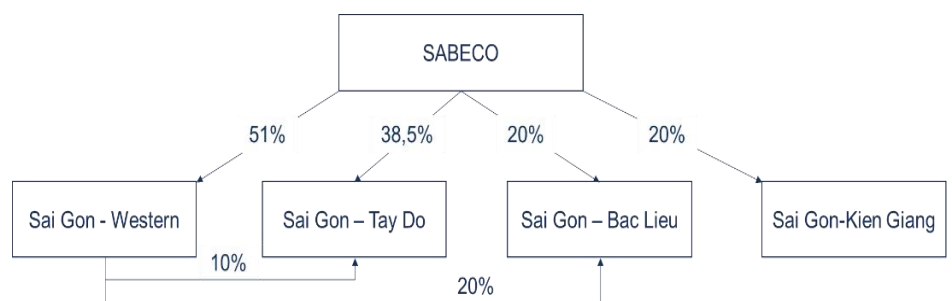 SABECO
51%
38,5%
20%
20%
Sai Gon - Western
Sai Gon – Tay Do
Sai Gon – Bac Lieu
Sai Gon-Kien Giang
10%
20%